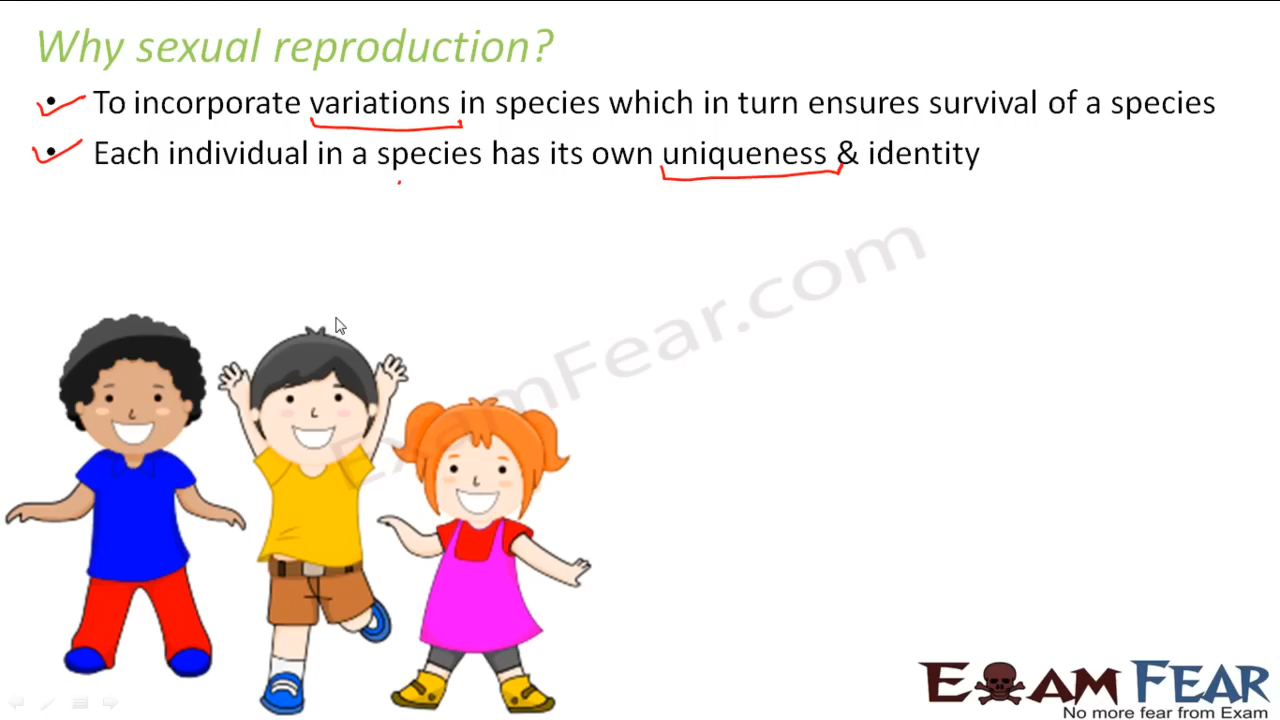 Why sexual reproduction?
• To incorporate variations in species which in turn ensures survival of a species
• Each individual in a species has its own uniqueness & identity
ExamFear.com
EXAM FEAR
No more fear from Exam